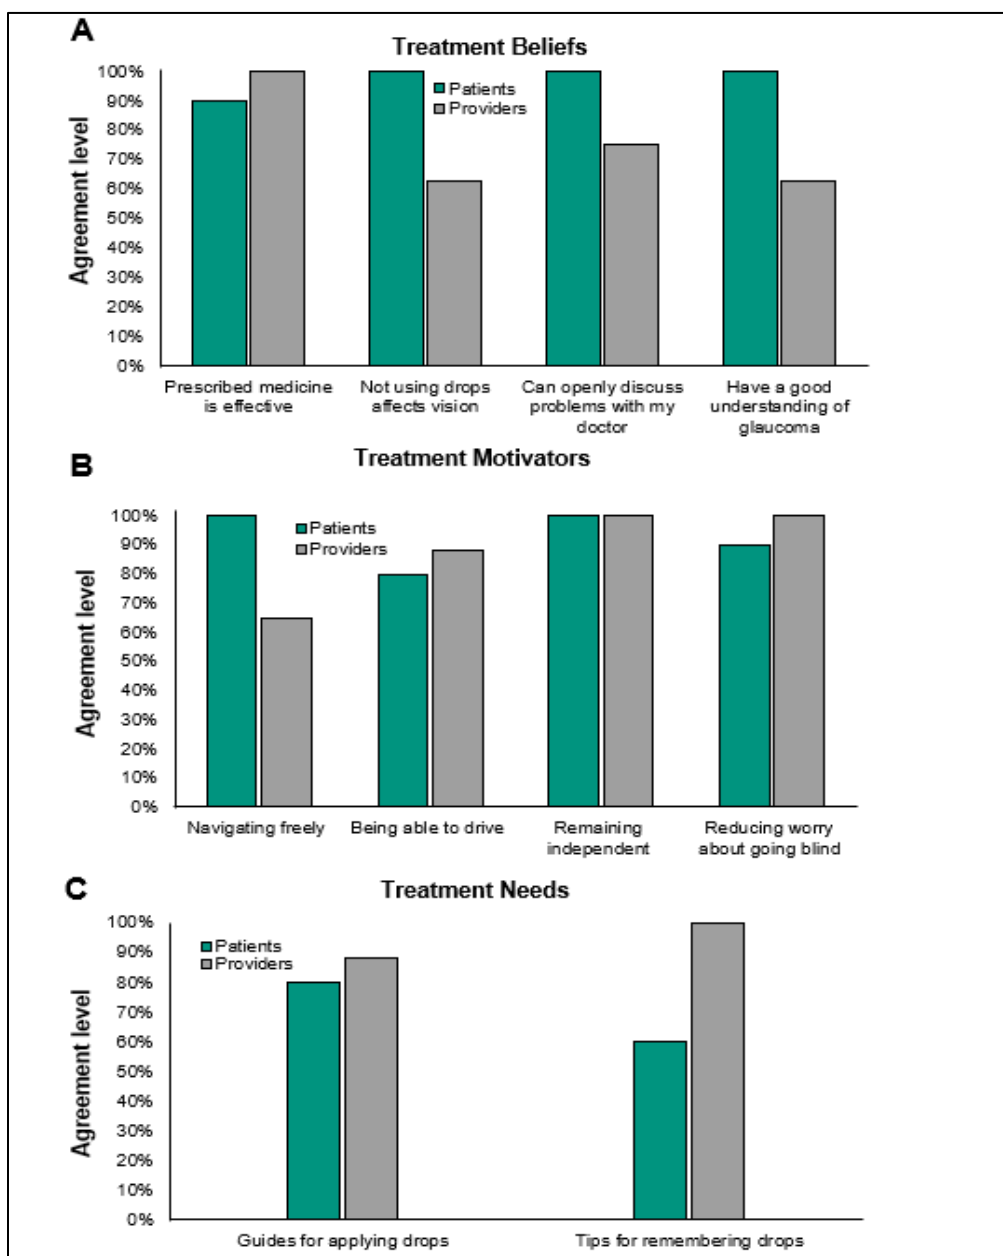 A
Treatment Beliefs
Agreement level
100%
90%
80%
70%
60%
50%
40%
30%
20%
10%
0%
Patients
Providers
Prescribed medicine
is effective
Not using drops
affects vision
Can openly discuss
problems with my
doctor
Have a good
understanding of
glaucoma
B
Treatment Motivators
Agreement level
100%
90%
80%
70%
60%
50%
40%
30%
20%
10%
0%
Patients
Providers
Navigating freely
Being able to drive
Remaining
independent
Reducing worry
about going blind
C
Treatment Needs
Agreement level
100%
90%
80%
70%
60%
50%
40%
30%
20%
10%
0%
Patients
Providers
Guides for applying drops
Tips for remembering drops